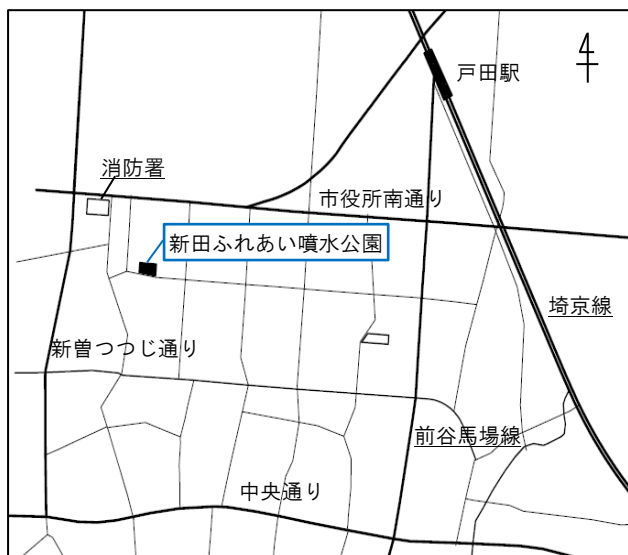 戸田駅
消防署
市役所南通り
新田ふれあい噴水公園
埼京線
新曽つつじ通り
前谷馬場線
中央通り